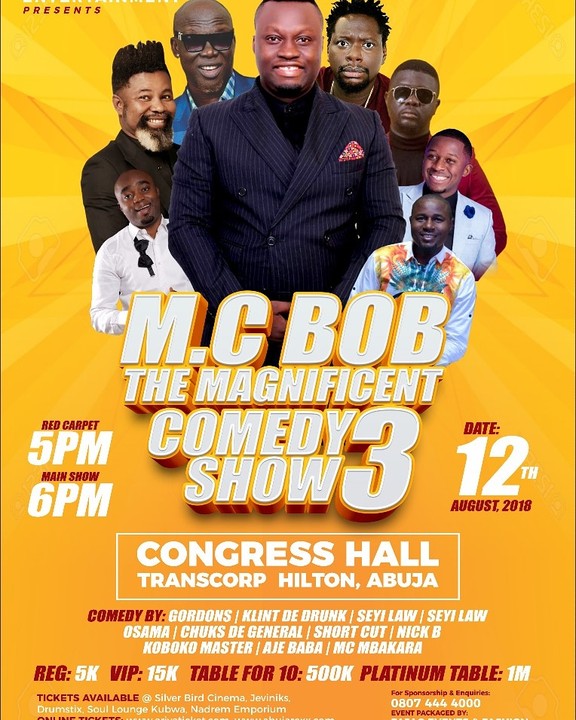 PRESENTS
M.C BOB
THE MAGNIFICENT
COMEDY
SHOW 3
RED CARPET
5PM
MAIN SHOW
6PM
DATE:
12TH
AUGUST, 2018
CONGRESS HALL
TRANSCORP HILTON, ABUJA
COMEDY BY: GORDONS | KLINT DE DRUNK | SEYI LAW | SEYI LAW
OSAMA | CHUKS DE GENERAL | SHORT CUT | NICK B
KOBOKO MASTER | AJE BABA | MC MBAKARA
REG: 5K VIP: 15K TABLE FOR 10: 500K PLATINUM TABLE: 1M
TICKETS AVAILABLE @ Silver Bird Cinema, Jeviniks,
Drumstix, Soul Lounge Kubwa, Nadrem Emporium
ONLINE TICKETS:
For Sponsorship & Enquiries:
0807 444 4000
EVENT PACKAGED BY